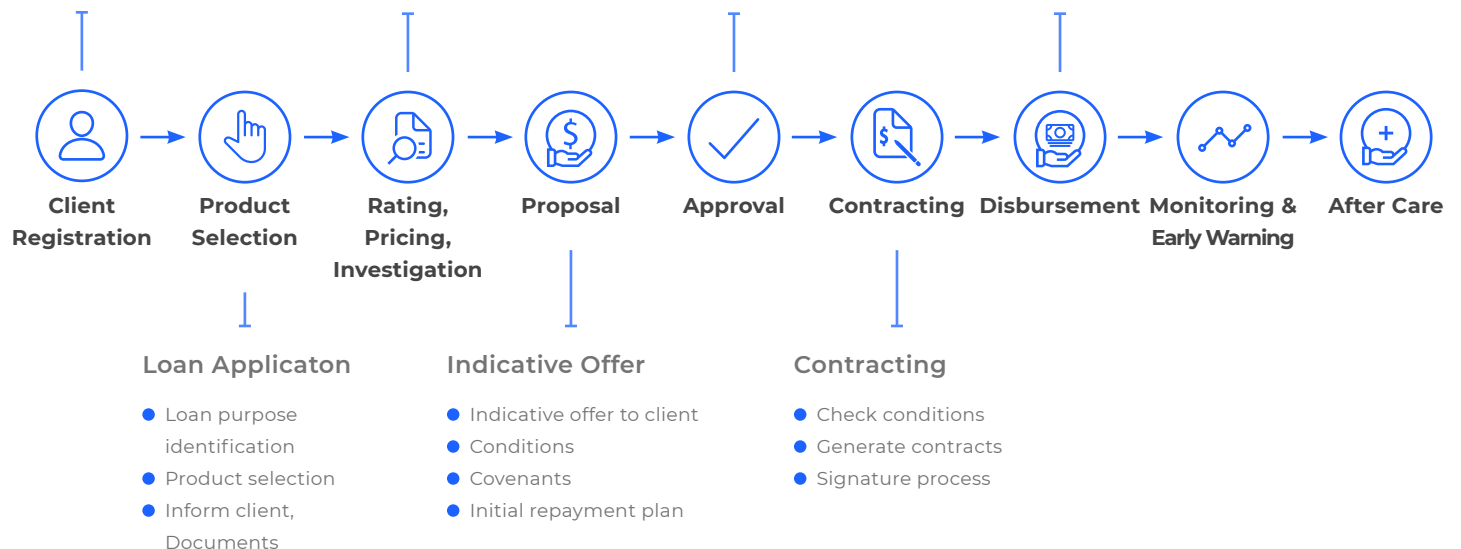 Client
Registration
Product
Selection
Rating,
Pricing,
Investigation
Proposal
Approval
Contracting
Disbursement
Monitoring &
Early Warning
After Care
Loan Applicaton
Loan purpose
identification
Product selection
Inform client,
Documents
Indicative Offer
Indicative offer to client
Conditions
Covenants
Initial repayment plan
Contracting
Check conditions
Generate contracts
Signature process